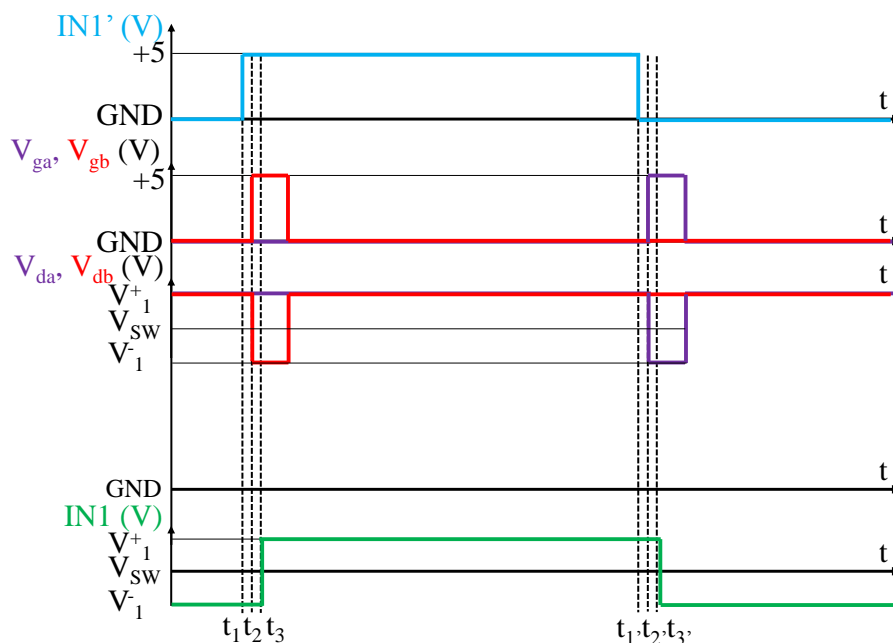 IN1’ (V)
+5
t
GND
Vga, Vgb (V)
+5
t
GND
Vda, Vdb (V)
t
V+1
VSW
V-1
t
GND
IN1 (V)
V+1
t
VSW
V-1
t1 t2 t3 t1’ t2’ t3’